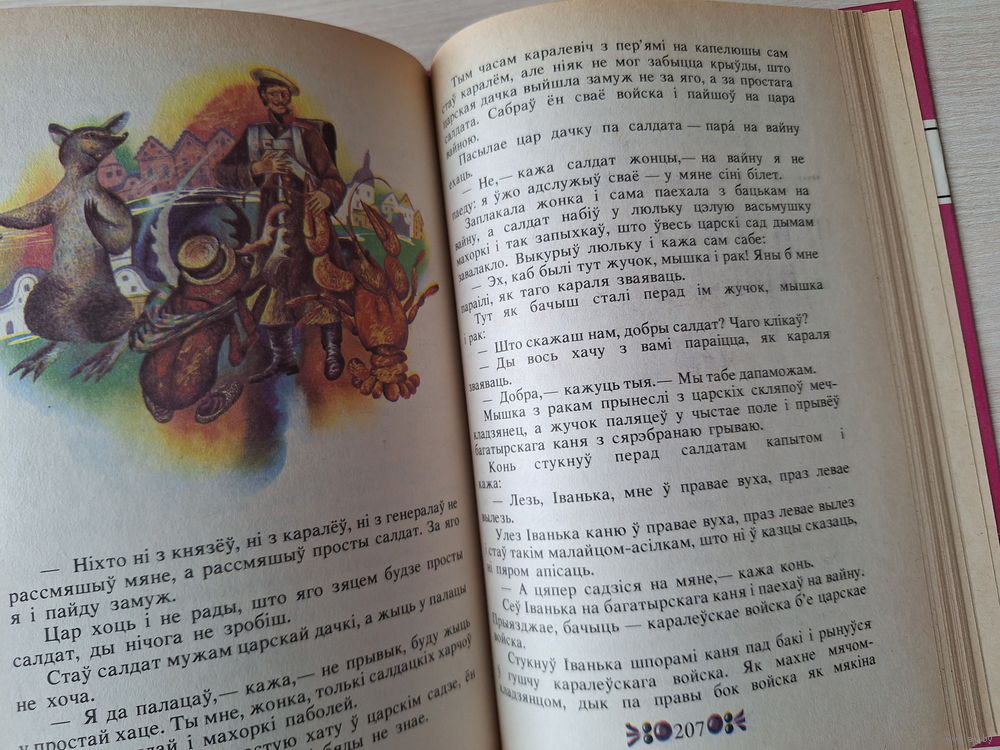 — Ніхто ні з князёў, ні з каралёў, ні з генералаў не
рассмяшыў мяне, а рассмяшыў просты салдат. За яго
я і пайду замуж.
Цар хоць і не рады, што яго зяцем будзе просты
салдат, ды нічога не зробіш.
Стаў салдат мужам царскай дачкі, а жыць у палацы
не хоча.
— Я да палацаў,— кажа,— не прывык, буду жыць
у простай хаце. Ты мне, жонка, толькі салдацкіх харчоў
і махоркі паболей.
хату ў царскім садзе, ён
бяды не знае.
Тым часам каралевіч з пер'ямі на капелюшы сам
стаў каралём, але ніяк не мог забыцца крыўды, што
царская дачка выйшла замуж не за яго, а за простага
салдата. Сабраў ён сваё войска і пайшоў на цара
вайною.
Пасылае цар дачку па салдата — пара́ на вайну
ехаць.
— Не,— кажа салдат жонцы,— на вайну я не
паеду: я ўжо адслужыў сваё — у мяне сіні білет.
Заплакала жонка і сама паехала з бацькам на
вайну, а салдат набіў у люльку цэлую васьмушку
махоркі і так запыхкаў, што ўвесь царскі сад дымам
завалакло. Выкурыў люльку і кажа сам сабе:
— Эх, каб былі тут жучок, мышка і рак! Яны б мне
параілі, як таго караля зваяваць.
Тут як бачыш сталі перад ім жучок, мышка
і рак:
— Што скажаш нам, добры салдат? Чаго клікаў?
— Ды вось хачу з вамі параіцца, як караля
зваяваць.
— Добра,— кажуць тыя.— Мы табе дапаможам.
Мышка з ракам прынеслі з царскіх скляпоў меч-
кладзянец, а жучок паляцеў у чыстае поле і прывёў
багатырскага каня з сярэбранаю грываю.
Конь стукнуў перад салдатам капытом і
кажа:
— Лезь, Іванька, мне ў правае вуха, праз левае
вылезь.
Улез Іванька каню ў правае вуха, праз левае вылез
і стаў такім малайцом-асілкам, што ні ў казцы сказаць,
ні пяром апісаць.
— А цяпер садзіся на мяне,— кажа конь.
Сеў Іванька на багатырскага каня і паехаў на вайну.
Прыязджае, бачыць — каралеўскае войска б'е царскае
войска.
Стукнуў Іванька шпорамі каня пад бакі і рынуўся
ў гушчу каралеўскага войска. Як махне мячом-
кладзянцом, дык па правы бок войска як мякіна
207